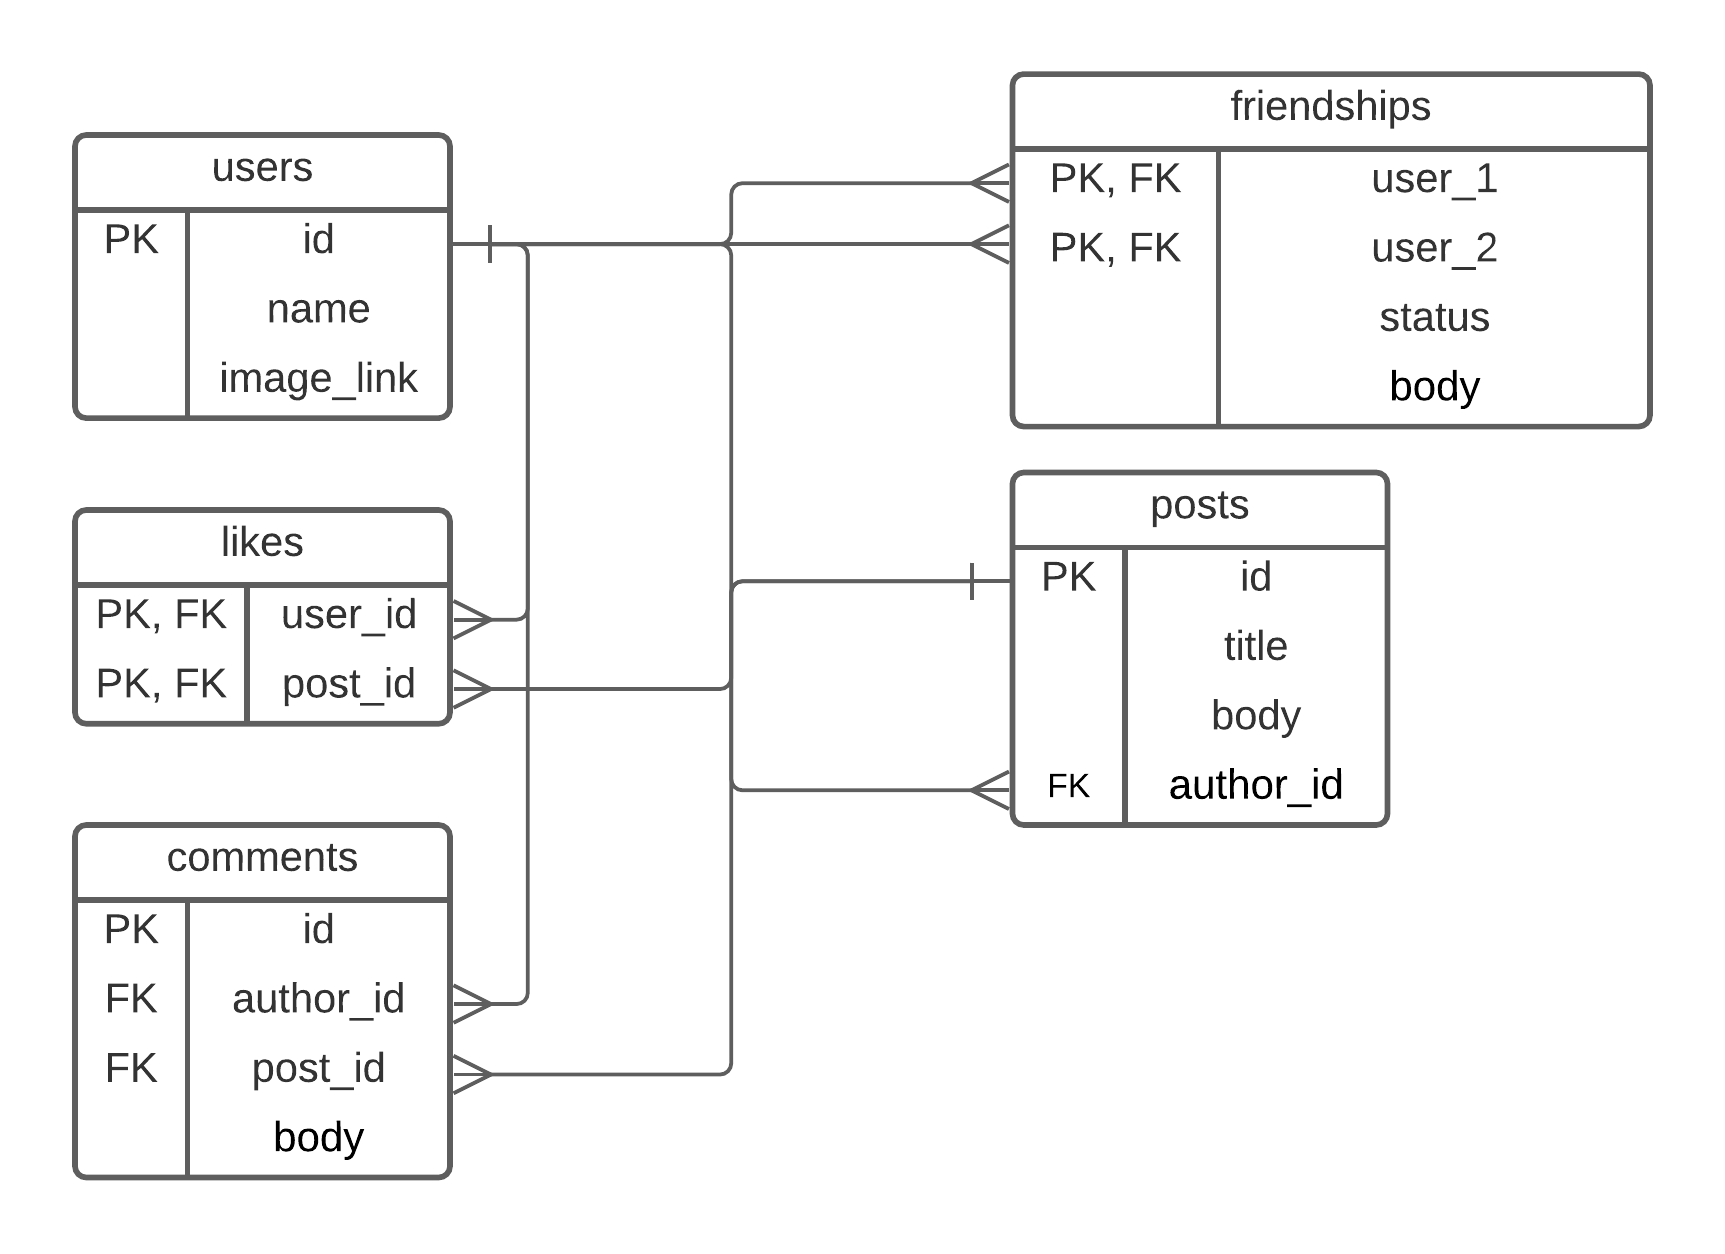 users
PK id
name
image_link
likes
PK, FK user_id
PK, FK post_id
comments
PK id
FK author_id
FK post_id
body
friendships
PK, FK user_1
PK, FK user_2
status
body
posts
PK id
title
body
FK author_id